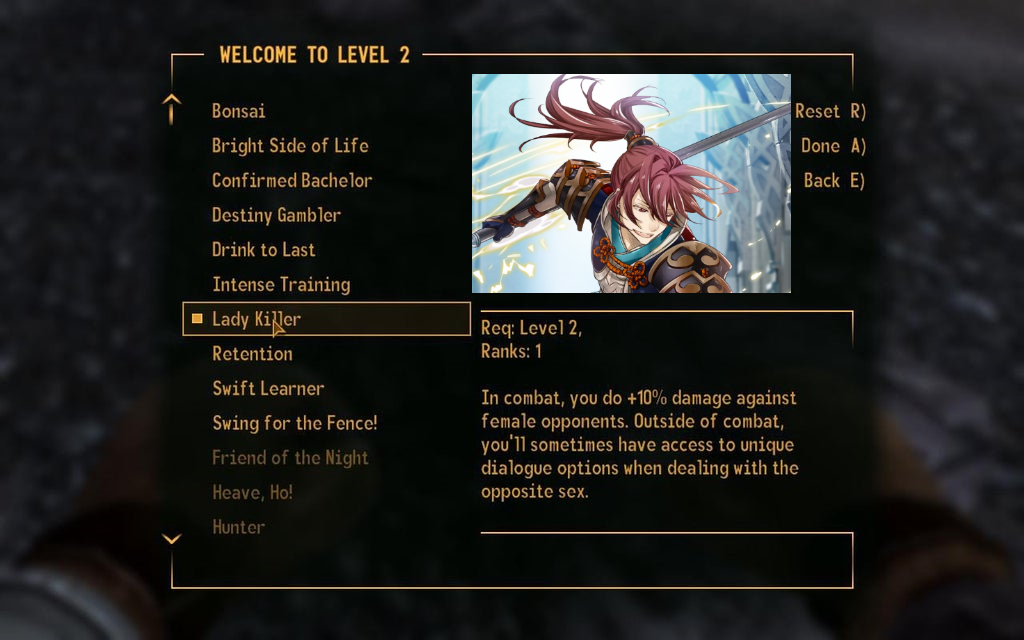 WELCOME TO LEVEL 2
Bonsai
Bright Side of Life
Confirmed Bachelor
Destiny Gambler
Drink to Last
Intense Training
Lady Killer
Retention
Swift Learner
Swing for the Fence!
Friend of the Night
Heave, Ho!
Hunter
Reset R)
Done A)
Back E)
Req: Level 2,
Ranks: 1
In combat, you do +10% damage against
female opponents. Outside of combat,
you'll sometimes have access to unique
dialogue options when dealing with the
opposite sex.